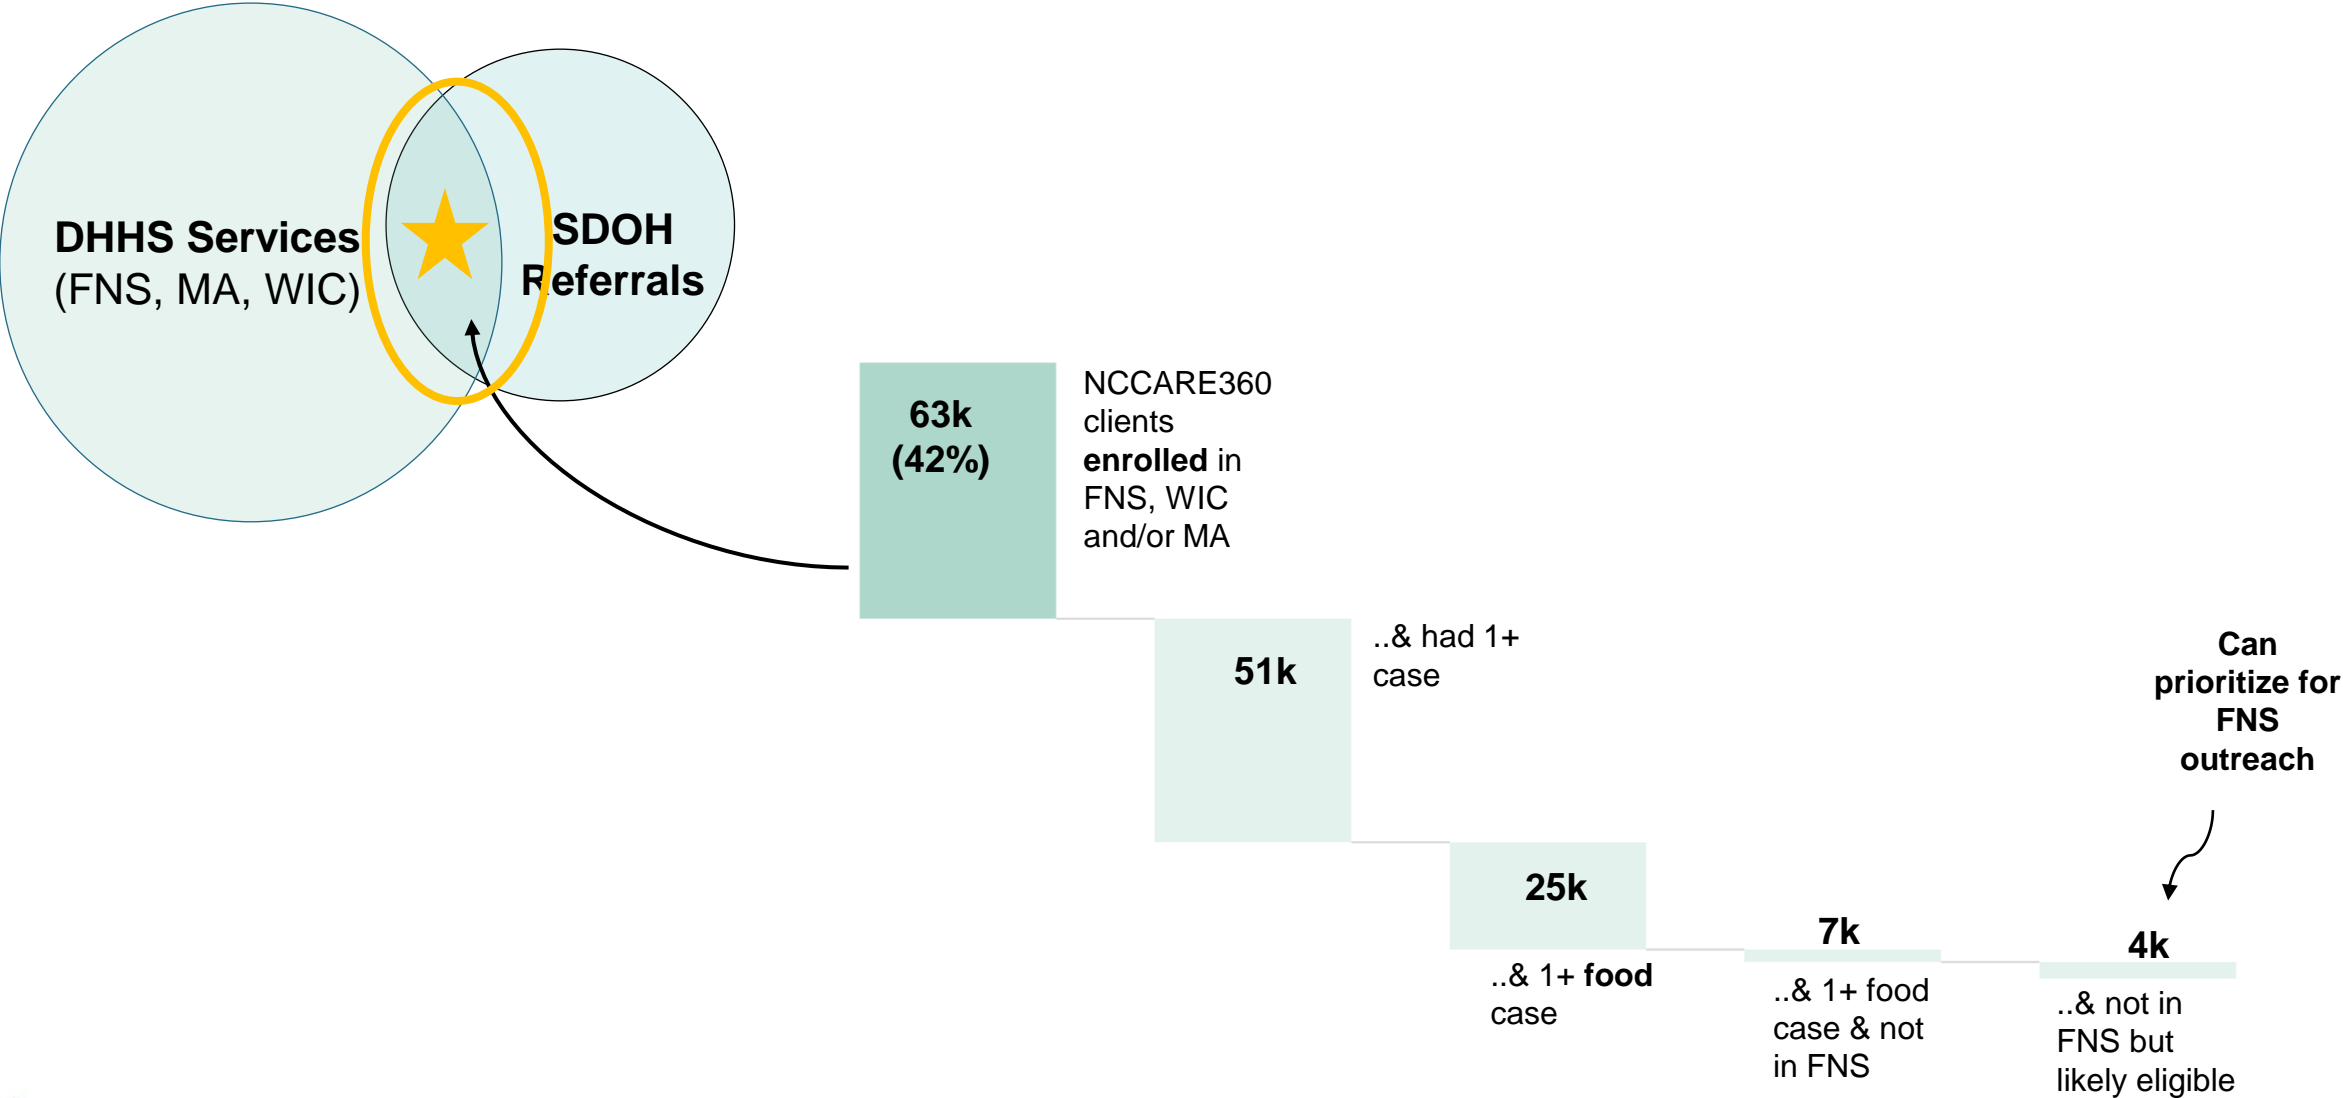 DHHS Services
(FNS, MA, WIC)
SDOH
Referrals
63k
(42%)
NCCARE360
clients
enrolled in
FNS, WIC
and/or MA
51k
..& had 1+
case
25k
..& 1+ food
case
7k
..& 1+ food
case & not
in FNS
Can
prioritize for
FNS
outreach
4k
..& not in
FNS but
likely eligible